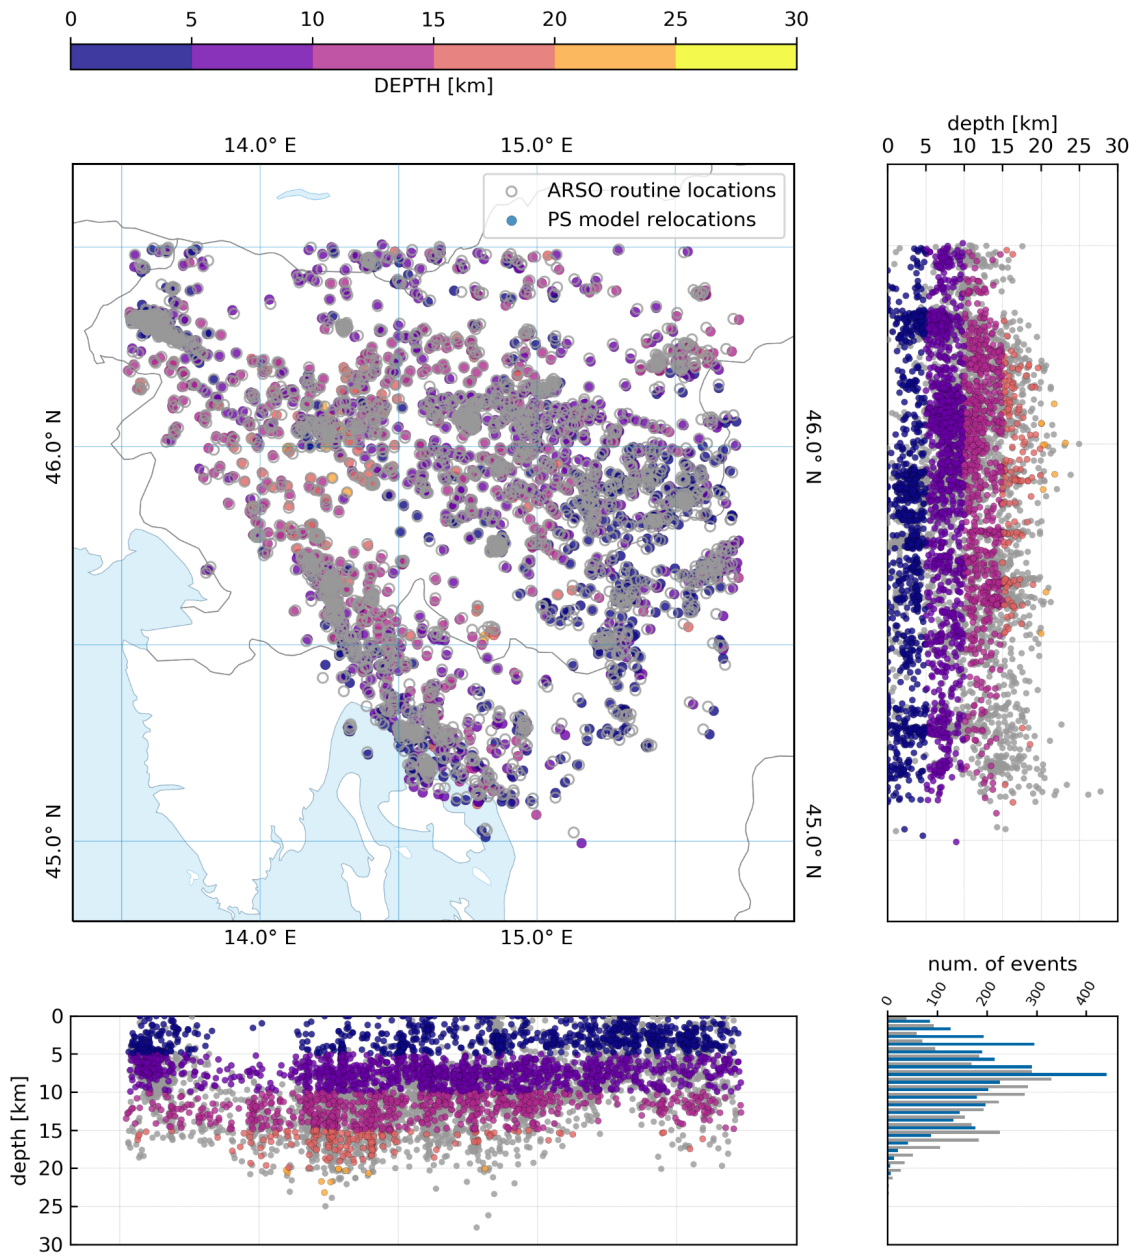 0 5 10 15 20 25 30
DEPTH [km]
depth [km]
0 5 10 15 20 25 30
14.0° E 15.0° E
ARSO routine locations
PS model relocations
46.0° N 46.0° N
45.0° N 45.0° N
14.0° E 15.0° E
num. of events
0 100 200 300 400
0
5
10
15
20
25
30
depth [km]